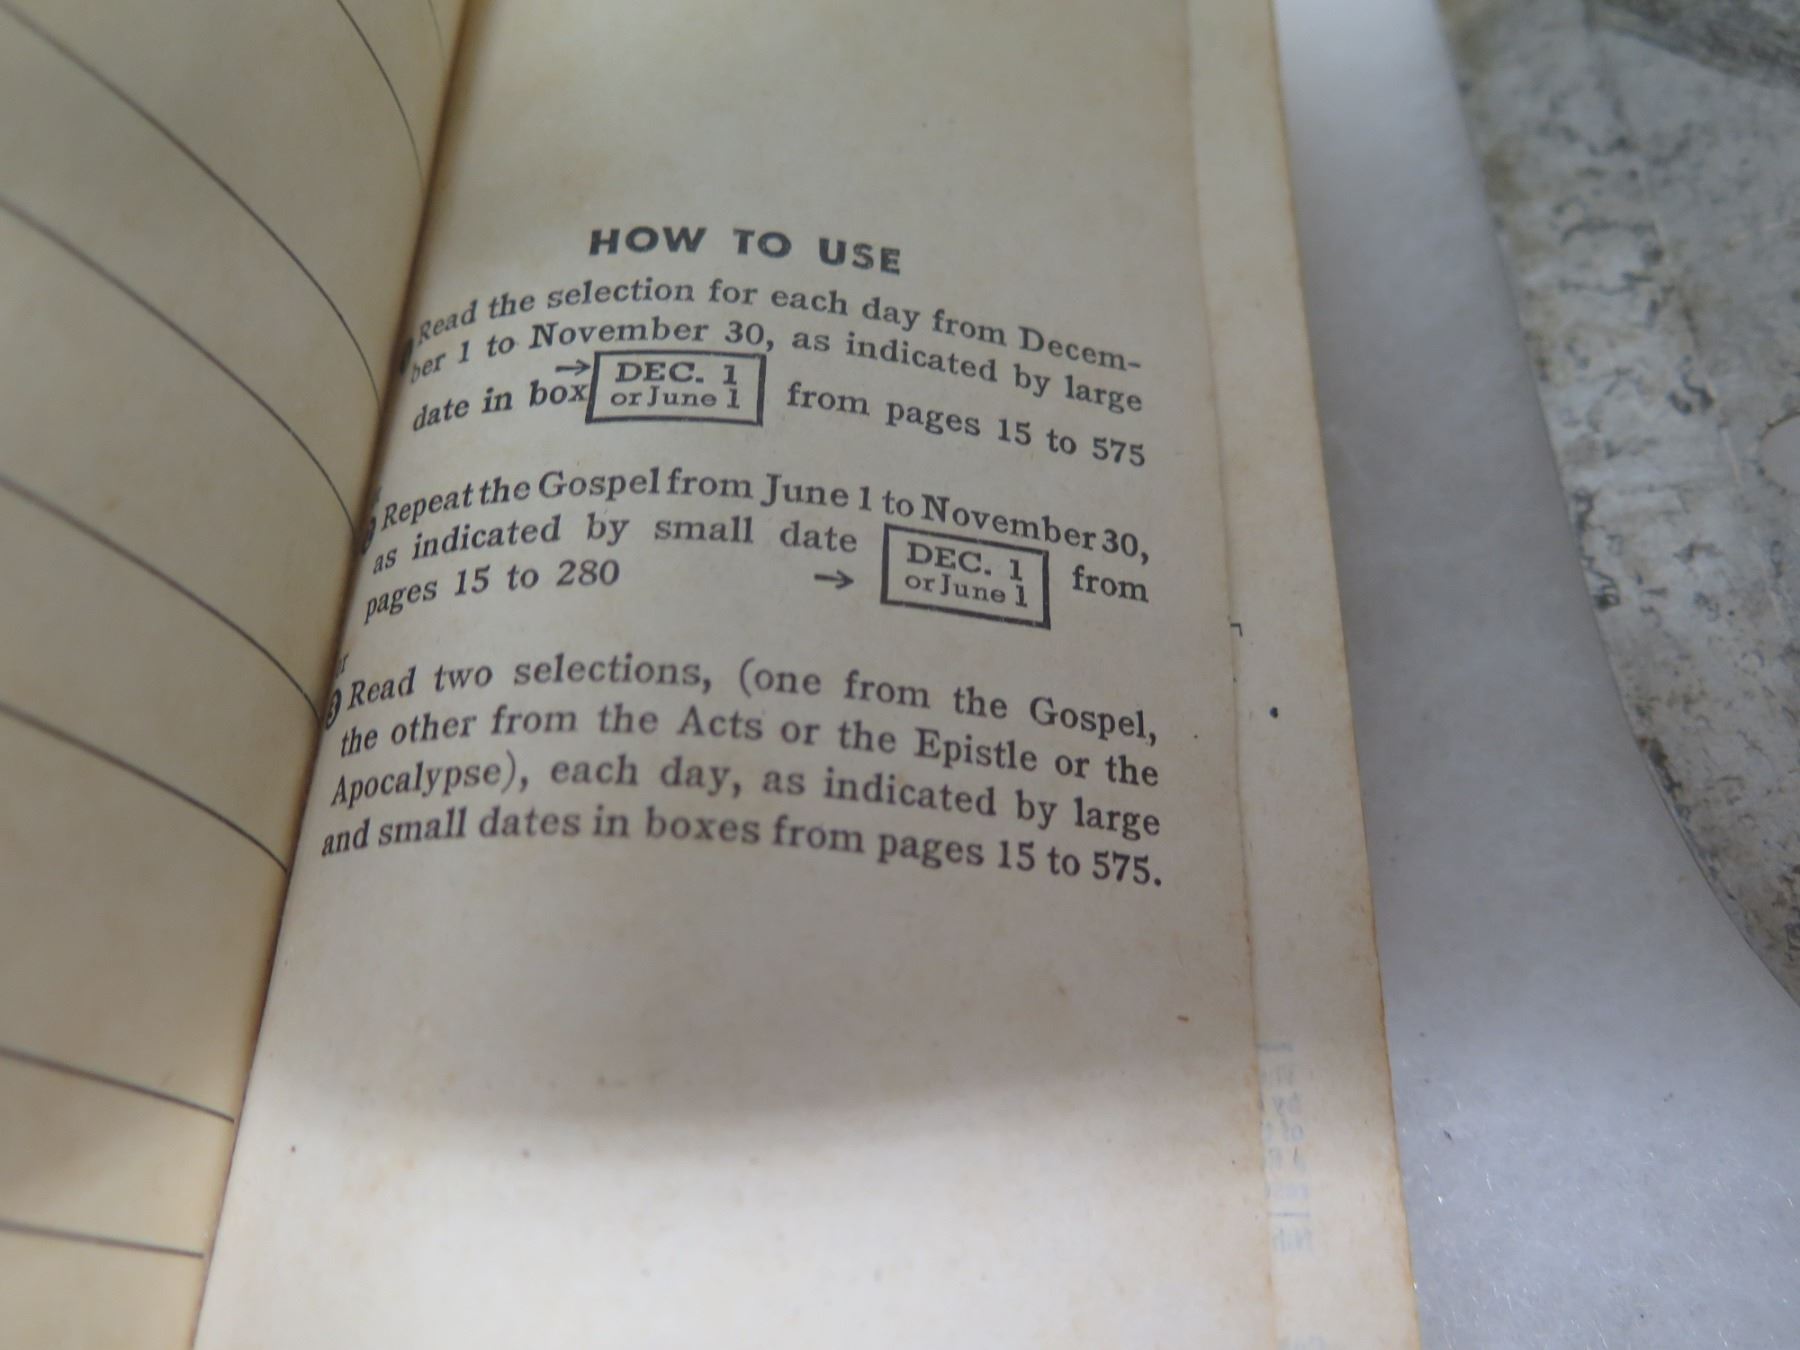 HOW TO USE
Read the selection for each day from Decem-
ber 1 to November 30, as indicated by large
date in box → DEC. 1 or June 1 from pages 15 to 575
Repeat the Gospel from June 1 to November 30,
as indicated by small date → DEC. 1 or June 1 from
pages 15 to 280
3 Read two selections, (one from the Gospel,
the other from the Acts or the Epistle or the
Apocalypse), each day, as indicated by large
and small dates in boxes from pages 15 to 575.